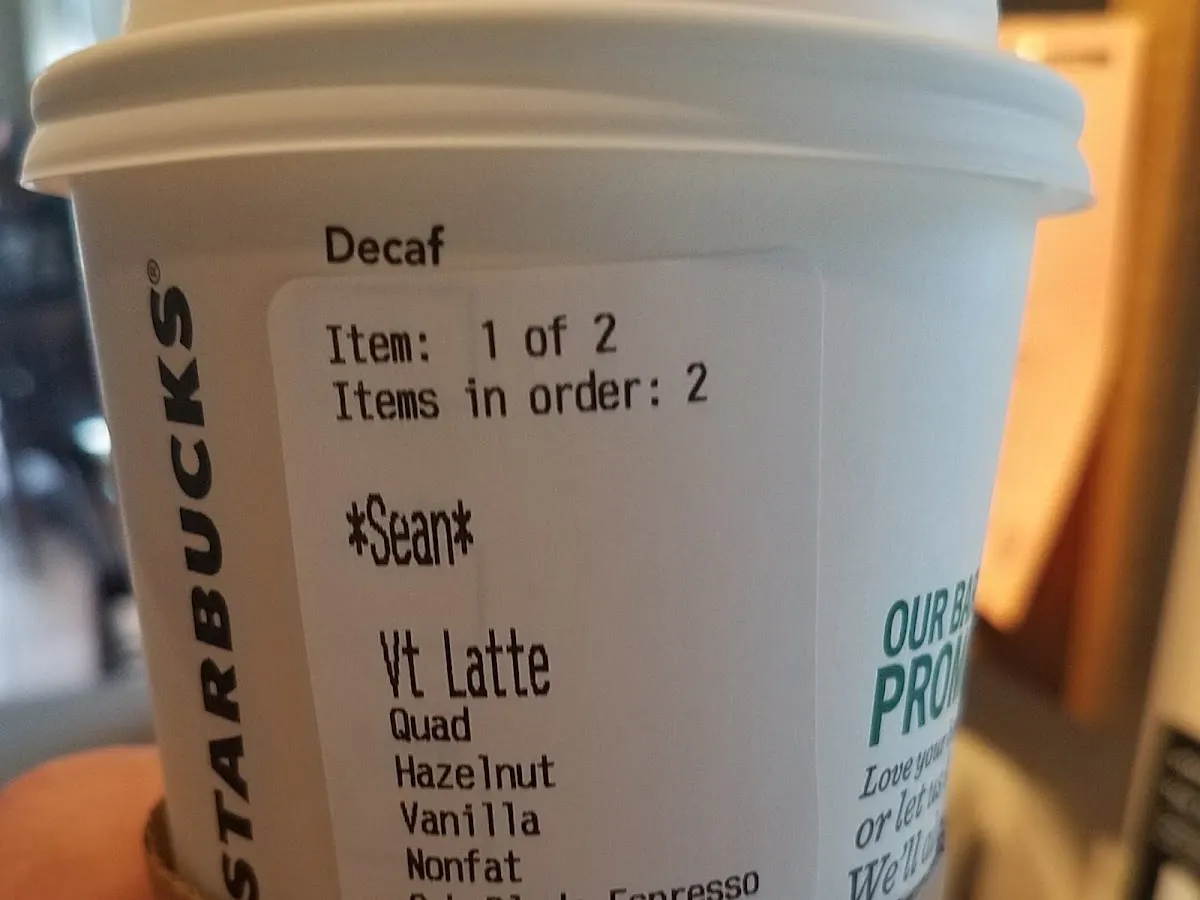 STARBUCKS®
Decaf
Item: 1 of 2
Items in order: 2
*Sean*
Vt Latte
Quad
Hazelnut
Vanilla
Nonfat
Espresso
OUR
PROM
Love your
or let us
We'll